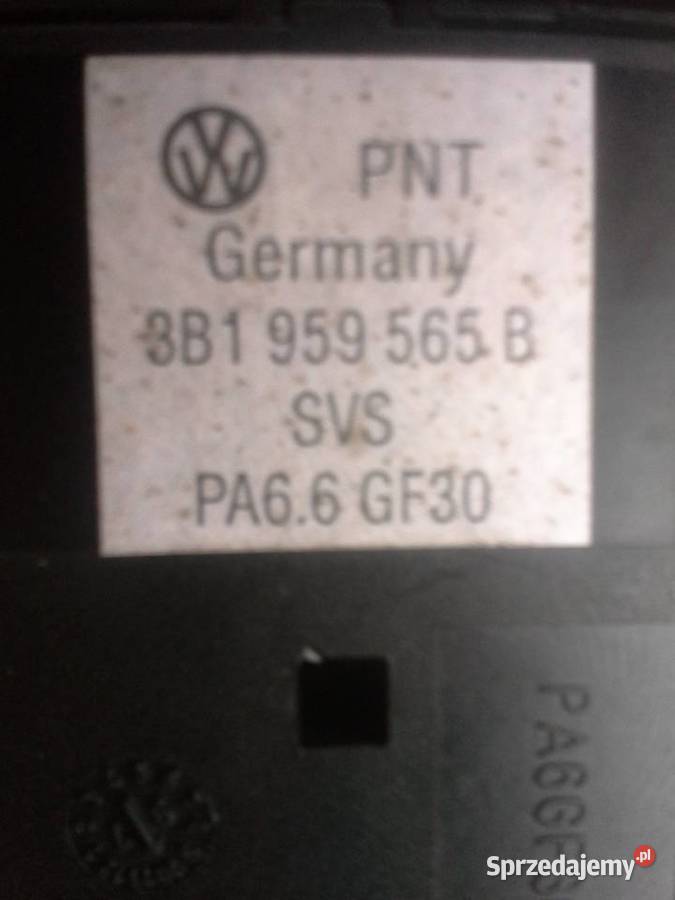 PNT
Germany
3B1 959 565 B
SVS
PA6.6 GF30
Sprzedajemy.pl